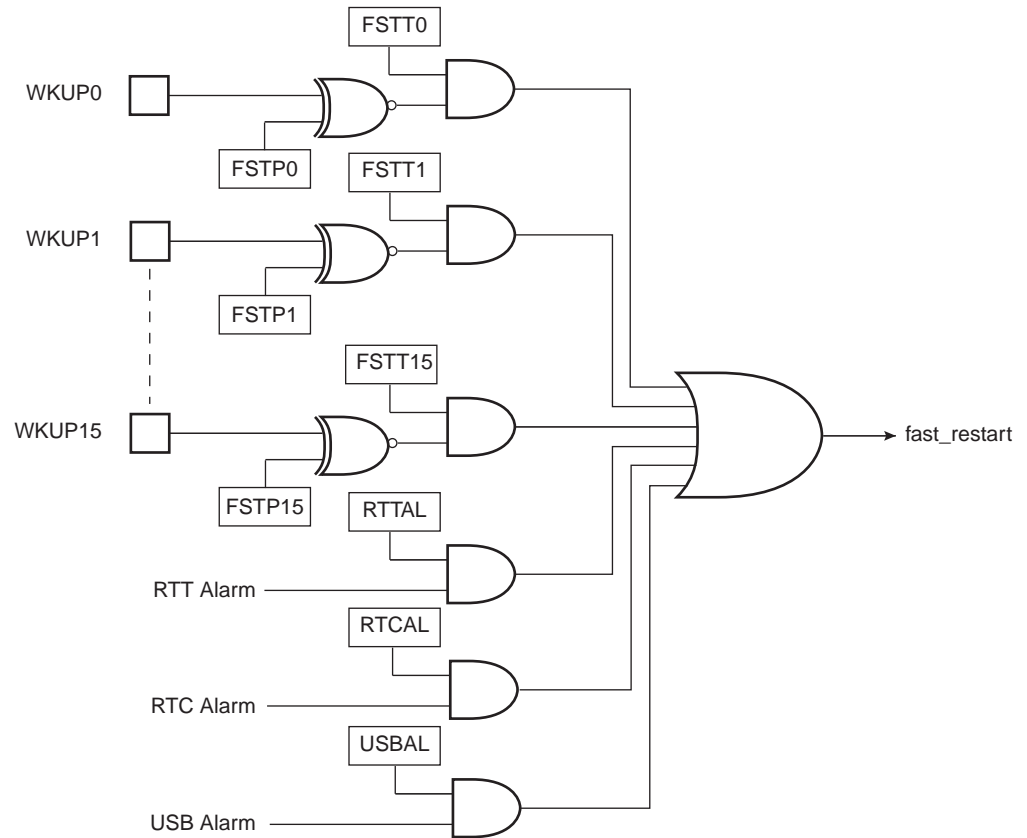 FSTT0
WKUP0
FSTP0
FSTT1
WKUP1
FSTP1
FSTT15
WKUP15
fast_restart
FSTP15
RTTAL
RTT Alarm
RTCAL
RTC Alarm
USBAL
USB Alarm